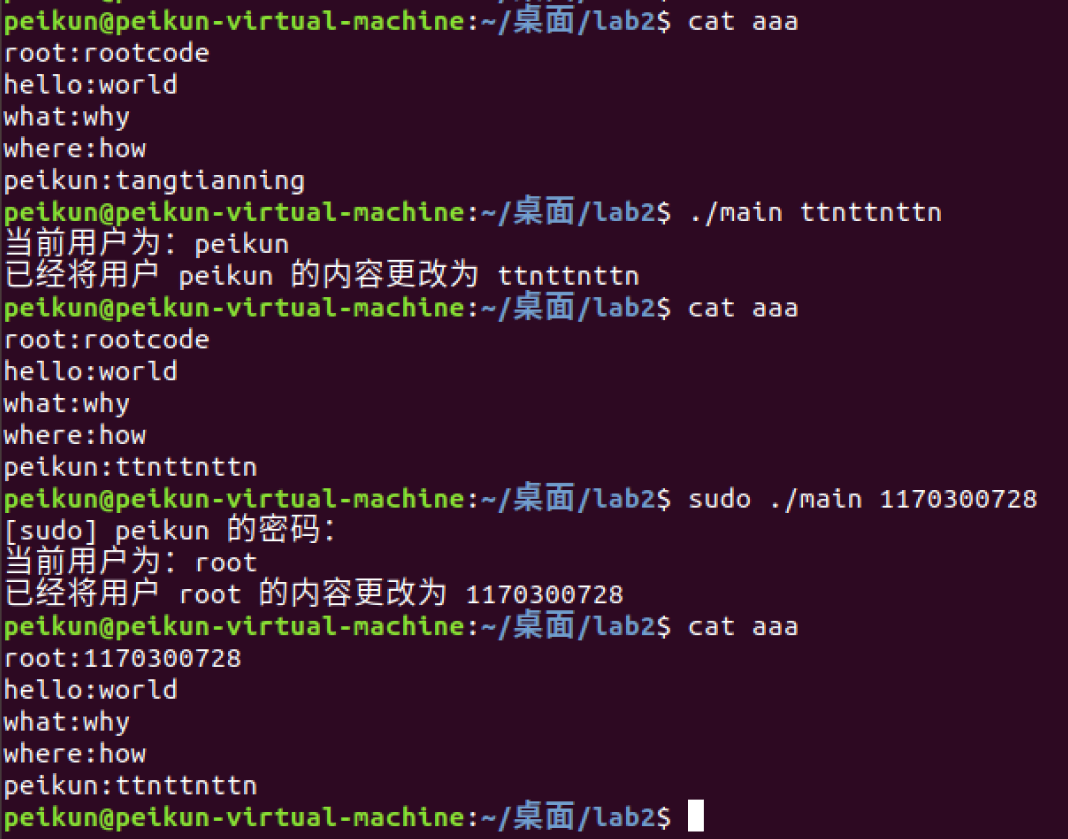 peikun@peikun-virtual-machine:~/桌面/lab2$ cat aaa
root:rootcode
hello:world
what:why
where:how
peikun:tangtianning
peikun@peikun-virtual-machine:~/桌面/lab2$ ./main ttnttnttn
当前用户为：peikun
已经将用户 peikun 的内容更改为 ttnttnttn
peikun@peikun-virtual-machine:~/桌面/lab2$ cat aaa
root:rootcode
hello:world
what:why
where:how
peikun:ttnttnttn
peikun@peikun-virtual-machine:~/桌面/lab2$ sudo ./main 1170300728
[sudo] peikun 的密码：
当前用户为：root
已经将用户 root 的内容更改为 1170300728
peikun@peikun-virtual-machine:~/桌面/lab2$ cat aaa
root:1170300728
hello:world
what:why
where:how
peikun:ttnttnttn
peikun@peikun-virtual-machine:~/桌面/lab2$